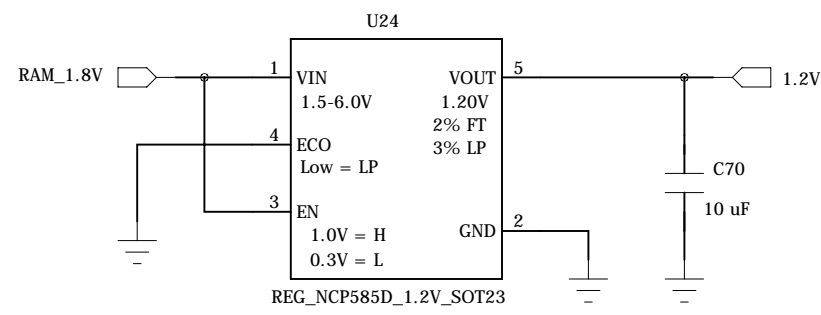 U24
RAM_1.8V
1
VIN
VOUT
5
1.2V
1.5-6.0V
1.20V
2% FT
4
ECO
3% LP
Low = LP
C70
3
EN
10 uF
1.0V = H
GND
2
0.3V = L
REG_NCP585D_1.2V_SOT23